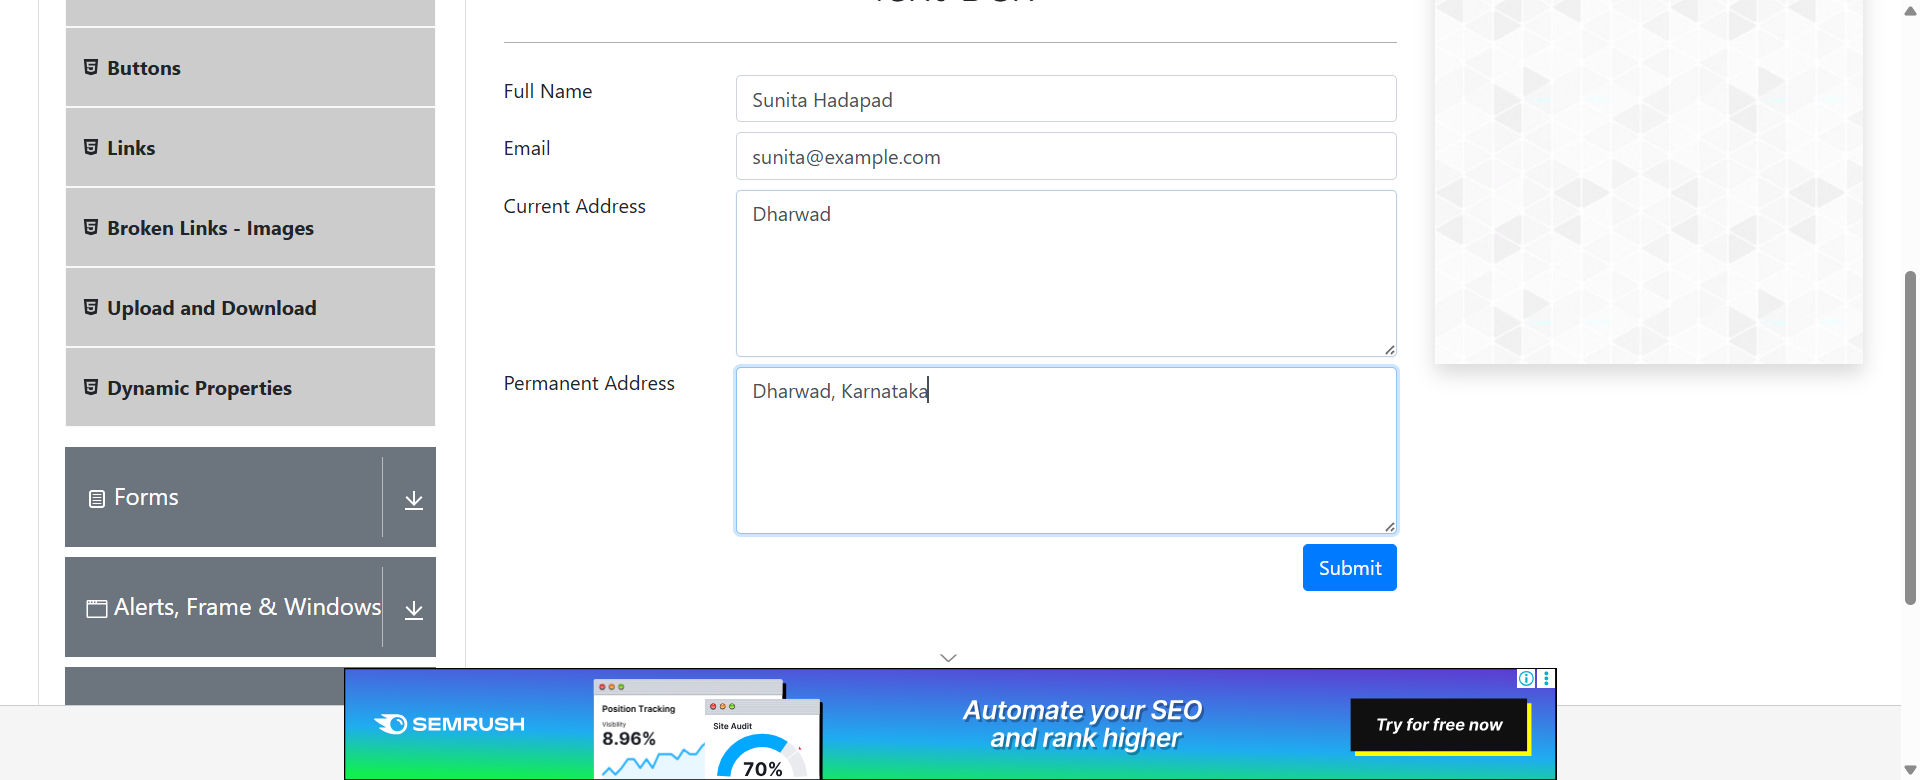 Buttons
Links
Broken Links - Images
Upload and Download
Dynamic Properties
Forms
Alerts, Frame & Windows
Full Name
Sunita Hadapad
Email
sunita@example.com
Current Address
Dharwad
Permanent Address
Dharwad, Karnataka
Submit
SEMRUSH
Position Tracking
Visibility
8.96%
Site Audit
70%
Automate your SEO
and rank higher
Try for free now